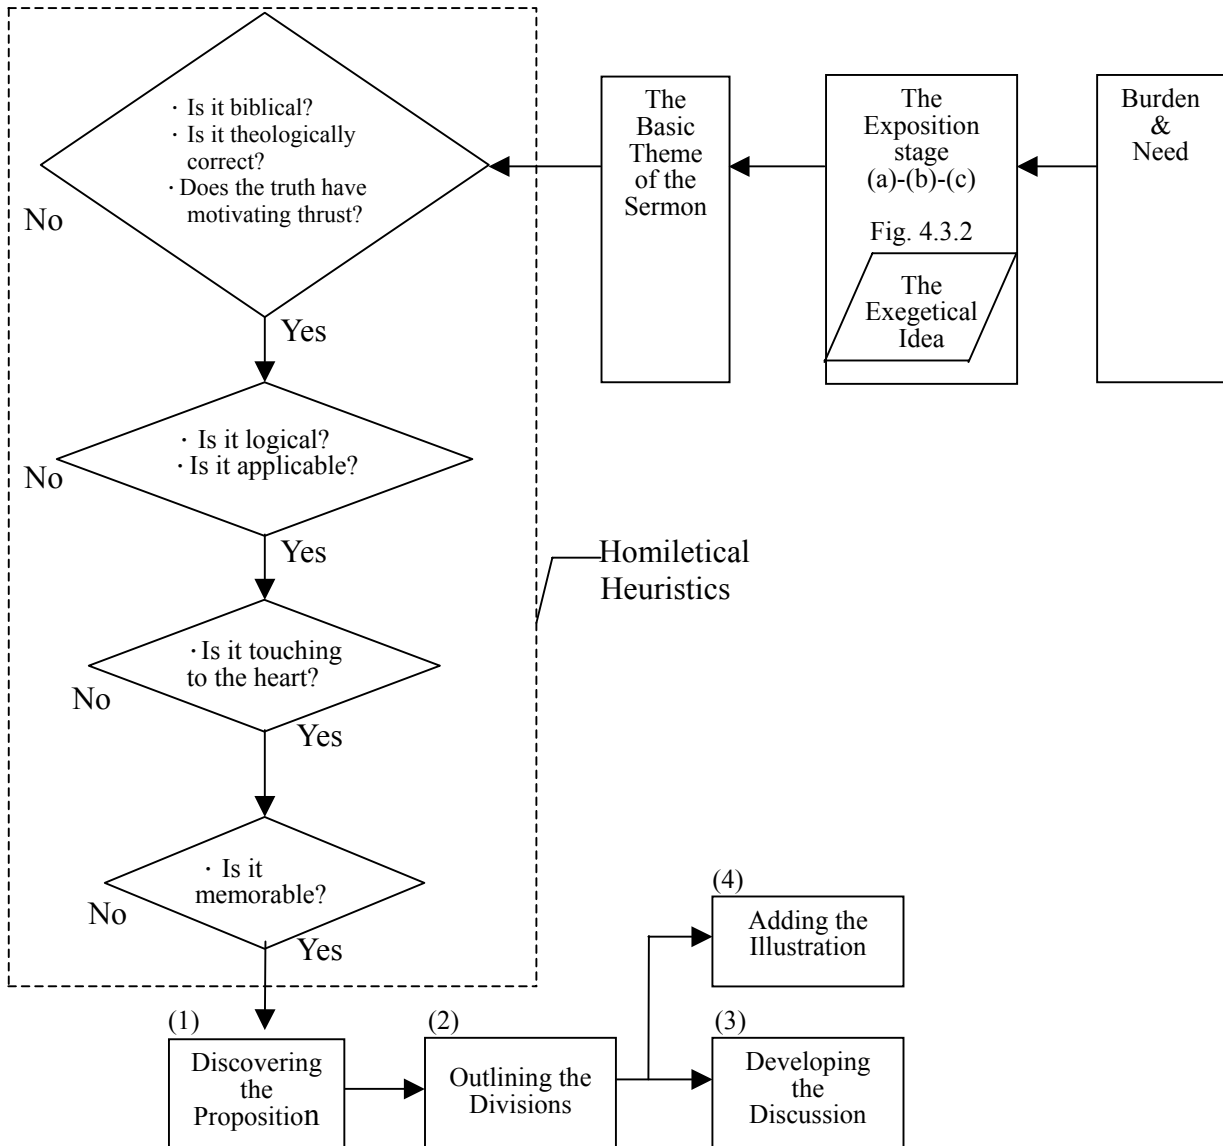 · Is it biblical?
· Is it theologically
correct?
· Does the truth have
motivating thrust?
No
Yes
The
Basic
Theme
of the
Sermon
The
Exposition
stage
(a)-(b)-(c)
Fig. 4.3.2
The
Exegetical
Idea
Burden
&
Need
· Is it logical?
· Is it applicable?
No
Yes
Homiletical
Heuristics
· Is it touching
to the heart?
No
Yes
· Is it
memorable?
No
Yes
(1)
Discovering
the
Proposition
(2)
Outlining the
Divisions
(4)
Adding the
Illustration
(3)
Developing
the
Discussion